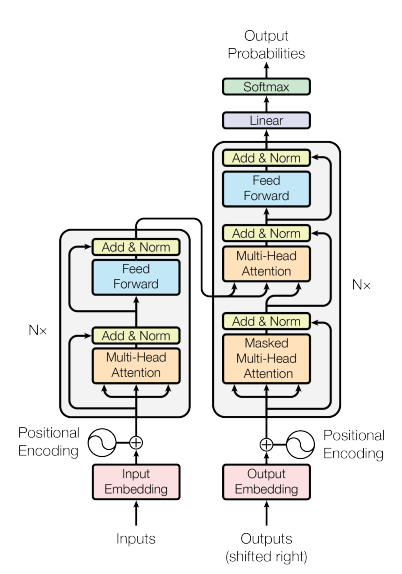 Output
Probabilities
Softmax
Linear
Add & Norm
Feed
Forward
Add & Norm
Multi-Head
Attention
Add & Norm
Masked
Multi-Head
Attention
N×
Add & Norm
Feed
Forward
N×
Add & Norm
Multi-Head
Attention
Positional
Encoding
Positional
Encoding
Input
Embedding
Output
Embedding
Inputs
Outputs
(shifted right)